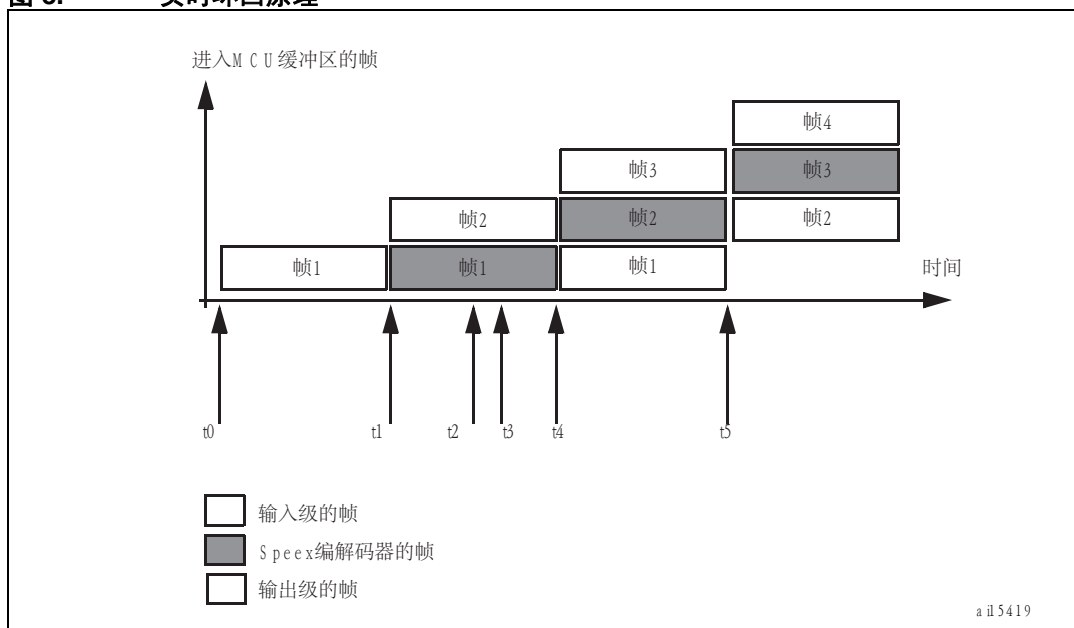 进入MCU缓冲区的帧
帧4
帧3 帧3
帧2 帧2 帧2
帧1 帧1 帧1
时间
t0 t1 t2 t3 t4 t5
输入级的帧
Speex编解码器的帧
输出级的帧
ai15419